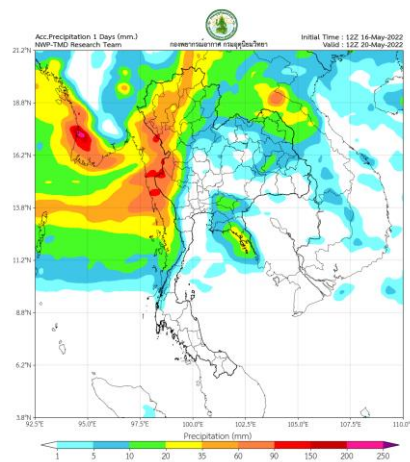 Acc.Precipitation 1 Days (mm.)
NWP-TMD Research Team
กองพยากรณ์อากาศ กรมอุตุนิยมวิทยา
Initial Time : 12Z 16-May-2022
Valid : 12Z 20-May-2022
21.2°N
18.8°N
16.2°N
13.8°N
11.2°N
8.8°N
6.2°N
3.8°N
92.5°E 95.0°E 97.5°E 100.0°E 102.5°E 105.0°E 107.5°E 110.0°E
Precipitation (mm)
1 5 10 20 35 60 90 150 200 250